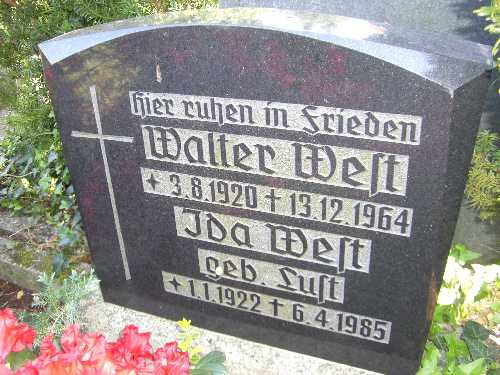 Hier ruhen in Frieden
Walter Weſt
* 3.8.1920 † 13.12.1964
Ida Weſt
geb. Luſt
* 1.1.1922 † 6.4.1985